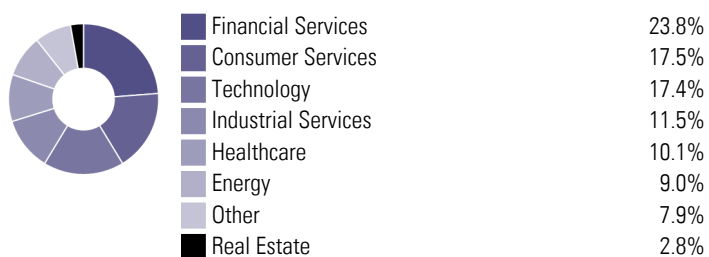 Financial Services 23.8%
Consumer Services 17.5%
Technology 17.4%
Industrial Services 11.5%
Healthcare 10.1%
Energy 9.0%
Other 7.9%
Real Estate 2.8%